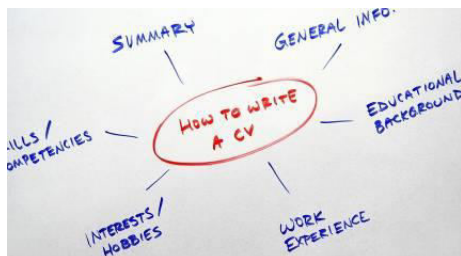 SUMMARY
GENERAL INFO.
HOW TO WRITE
A CV
EDUCATIONAL
BACKGROUND
ILLS/
OMPETENCIES
INTERESTS/
HOBBIES
WORK
EXPERIENCE